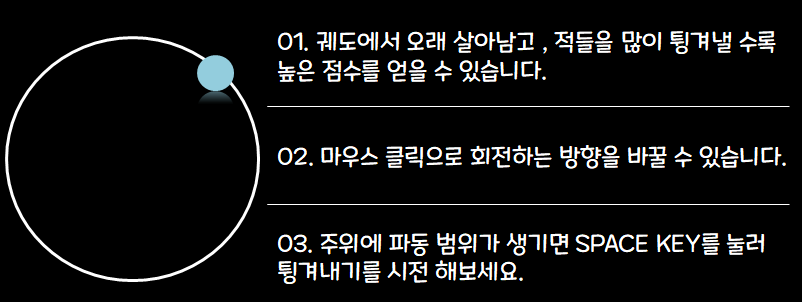 01. 궤도에서 오래 살아남고 , 적들을 많이 튕겨낼 수록
높은 점수를 얻을 수 있습니다.
02. 마우스 클릭으로 회전하는 방향을 바꿀 수 있습니다.
03. 주위에 파동 범위가 생기면 SPACE KEY를 눌러
튕겨내기를 시전 해보세요.